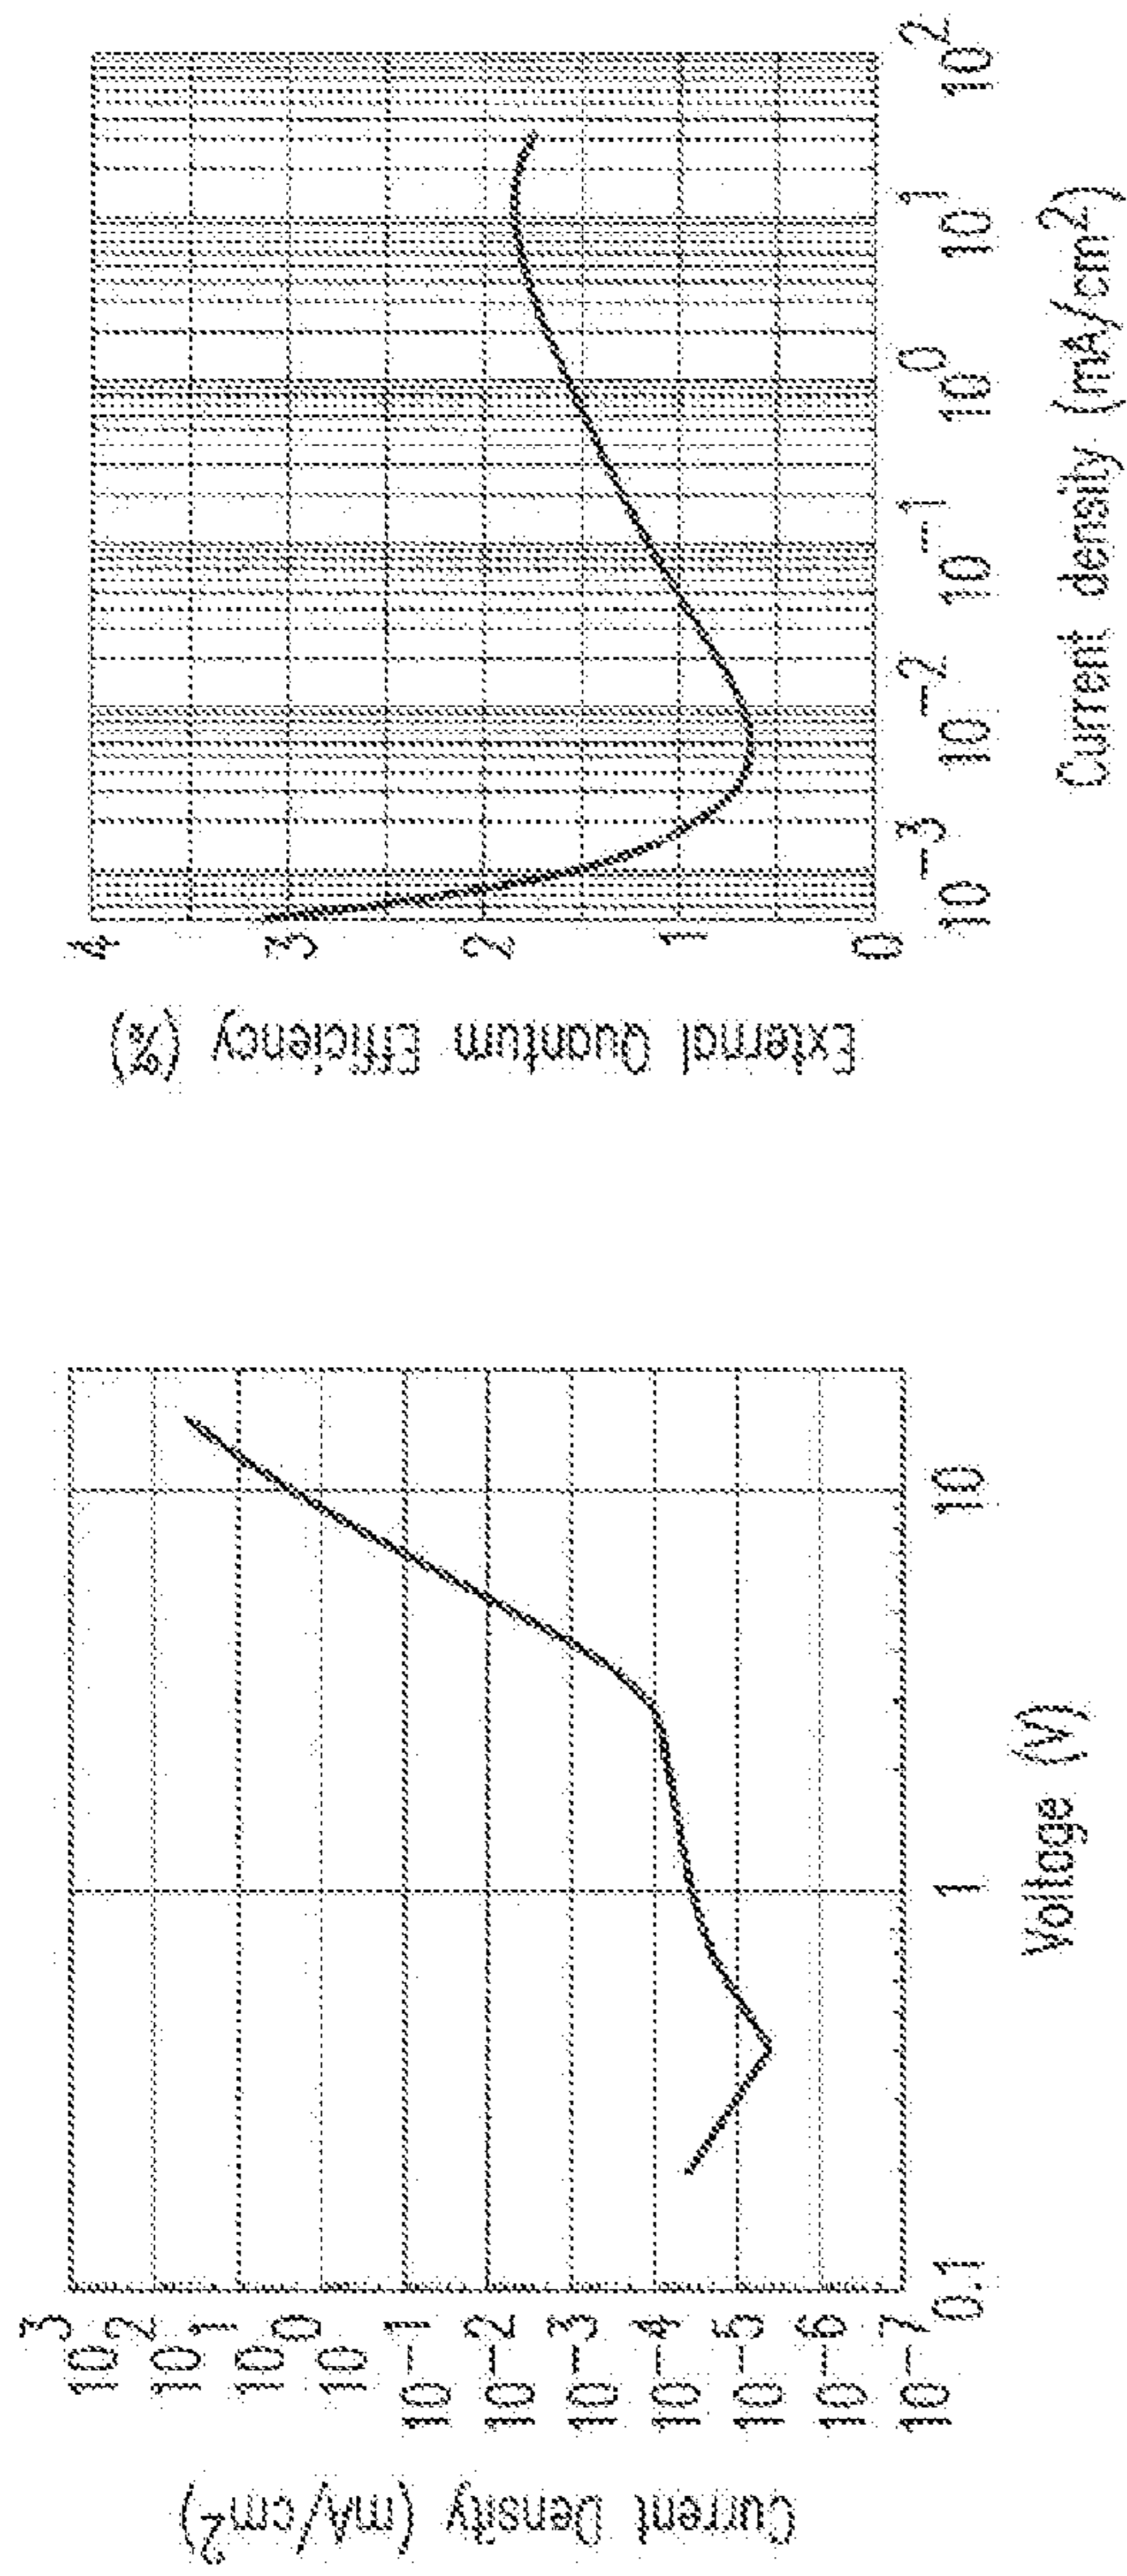 Current Density (mA/cm²)
10³
10²
10¹
10⁰
10⁻¹
10⁻²
10⁻³
10⁻⁴
10⁻⁵
10⁻⁶
10⁻⁷
0.1 1 10
Voltage (V)
External Quantum Efficiency (%)
4
3
2
1
0
10⁻³ 10⁻² 10⁻¹ 10⁰ 10¹ 10²
Current density (mA/cm²)